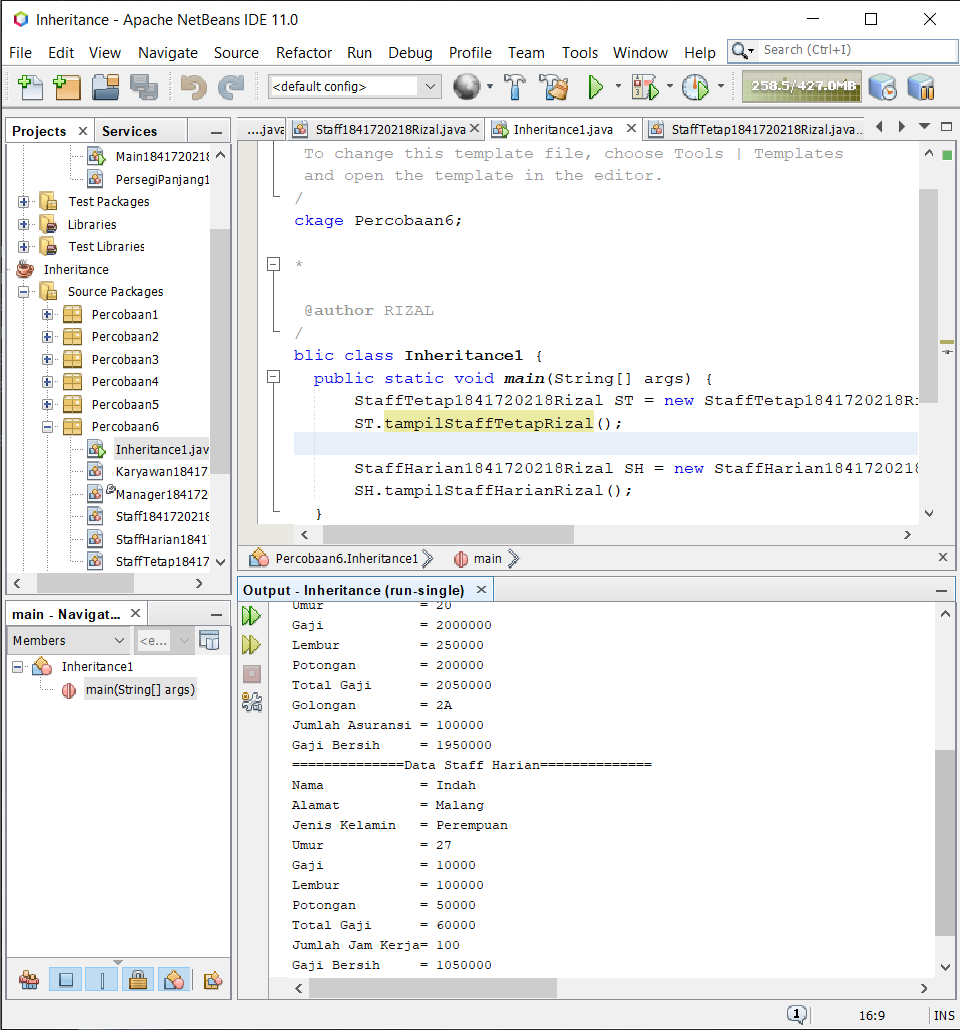 Inheritance - Apache NetBeans IDE 11.0
File Edit View Navigate Source Refactor Run Debug Profile Team Tools Window Help
Search (Ctrl+I)
<default config>
258.5/427.0MB
Projects
Services
Main1841720218
PersegiPanjang1
Test Packages
Libraries
Test Libraries
Inheritance
Source Packages
Percobaan1
Percobaan2
Percobaan3
Percobaan4
Percobaan5
Percobaan6
Inheritance1.jav
Karyawan18417
Manager184172
Staff1841720218
StaffHarian1841
StaffTetap18417
....java
Staff1841720218Rizal.java
Inheritance1.java
StaffTetap1841720218Rizal.java...
To change this template file, choose Tools | Templates
and open the template in the editor.
/
ckage Percobaan6;
*
@author RIZAL
/
blic class Inheritance1 {
public static void main(String[] args) {
StaffTetap1841720218Rizal ST = new StaffTetap1841720218Ri
ST.tampilStaffTetapRizal();
StaffHarian1841720218Rizal SH = new StaffHarian1841720218
SH.tampilStaffHarianRizal();
}
Percobaan6.Inheritance1
main
main - Navigat...
Members
<e...
Inheritance1
main(String[] args)
Output - Inheritance (run-single)
Umur = 20
Gaji = 2000000
Lembur = 250000
Potongan = 200000
Total Gaji = 2050000
Golongan = 2A
Jumlah Asuransi = 100000
Gaji Bersih = 1950000
==============Data Staff Harian==============
Nama = Indah
Alamat = Malang
Jenis Kelamin = Perempuan
Umur = 27
Gaji = 10000
Lembur = 100000
Potongan = 50000
Total Gaji = 60000
Jumlah Jam Kerja= 100
Gaji Bersih = 1050000
1
16:9
INS